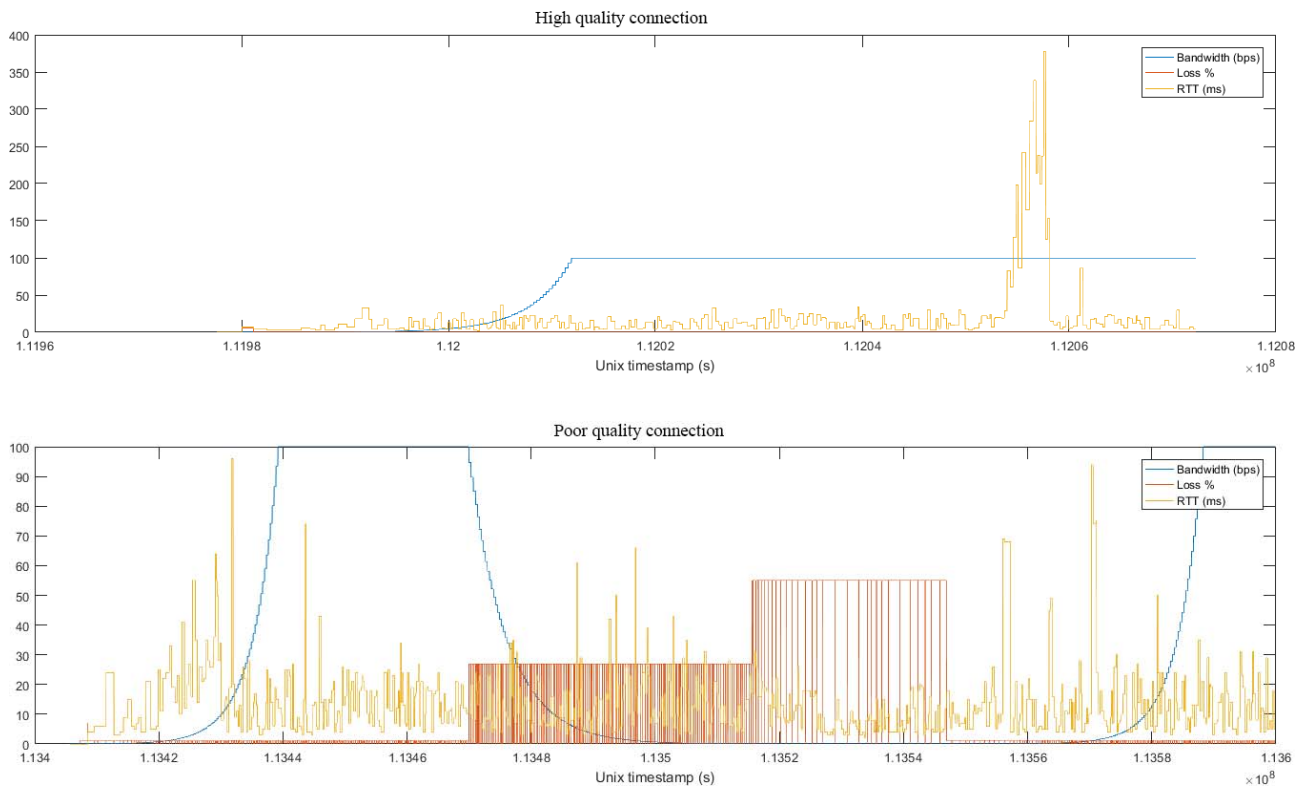 High quality connection
400
350
300
250
200
150
100
50
0
Bandwidth (bps)
Loss %
RTT (ms)
1.1196 1.1198 1.12 1.1202 1.1204 1.1206 1.1208
Unix timestamp (s)
×10⁸
Poor quality connection
100
90
80
70
60
50
40
30
20
10
0
Bandwidth (bps)
Loss %
RTT (ms)
1.134 1.1342 1.1344 1.1346 1.1348 1.135 1.1352 1.1354 1.1356 1.1358 1.136
Unix timestamp (s)
×10⁸